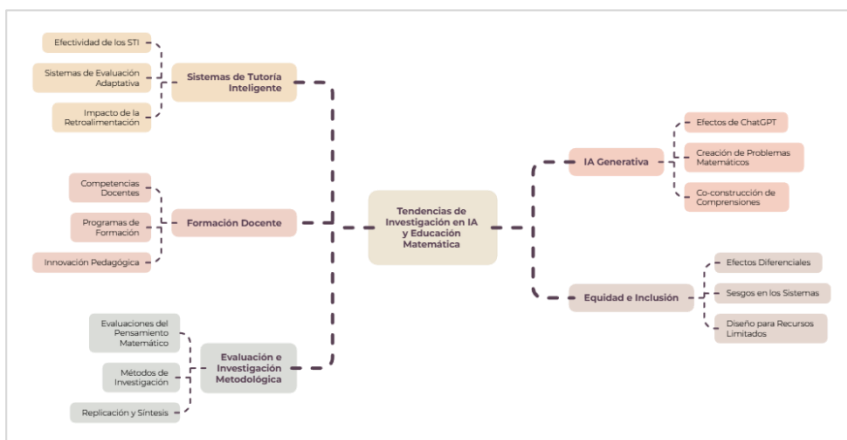 Efectividad de los STI
Sistemas de Evaluación
Adaptativa
Impacto de la
Retroalimentación
Sistemas de Tutoría
Inteligente
Competencias
Docentes
Programas de
Formación
Innovación Pedagógica
Formación Docente
Evaluaciones del
Pensamiento
Matemático
Métodos de
Investigación
Replicación y Síntesis
Evaluación e
Investigación
Metodológica
Tendencias de
Investigación en IA
y Educación
Matemática
IA Generativa
Efectos de ChatGPT
Creación de Problemas
Matemáticos
Co-construcción de
Comprensiones
Equidad e Inclusión
Efectos Diferenciales
Sesgos en los Sistemas
Diseño para Recursos
Limitados